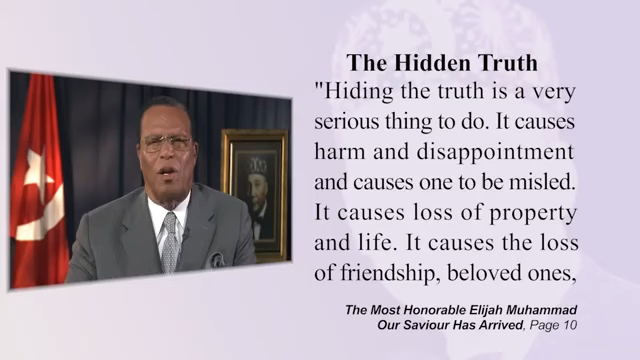 The Hidden Truth
"Hiding the truth is a very
serious thing to do. It causes
harm and disappointment
and causes one to be misled.
It causes loss of property
and life. It causes the loss
of friendship, beloved ones,
The Most Honorable Elijah Muhammad
Our Saviour Has Arrived, Page 10